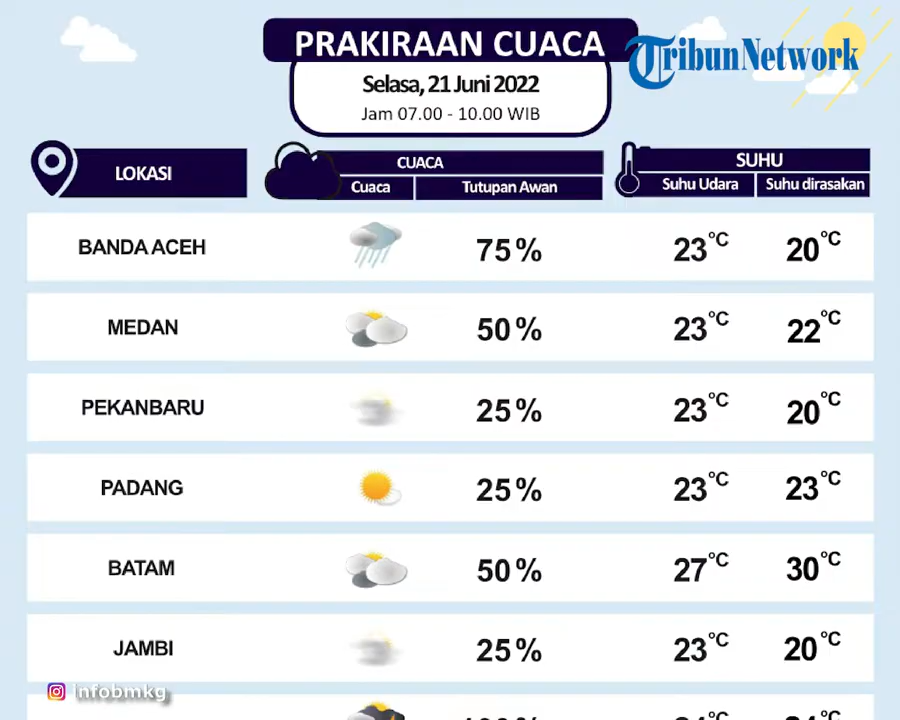 PRAKIRAAN CUACA
TribunNetwork
Selasa, 21 Juni 2022
Jam 07.00 - 10.00 WIB
LOKASI
CUACA
SUHU
Cuaca
Tutupan Awan
Suhu Udara
Suhu dirasakan
BANDA ACEH 75 % 23°C 20°C
MEDAN 50 % 23°C 22°C
PEKANBARU 25 % 23°C 20°C
PADANG 25 % 23°C 23°C
BATAM 50 % 27°C 30°C
JAMBI 25 % 23°C 20°C
Infobmkg